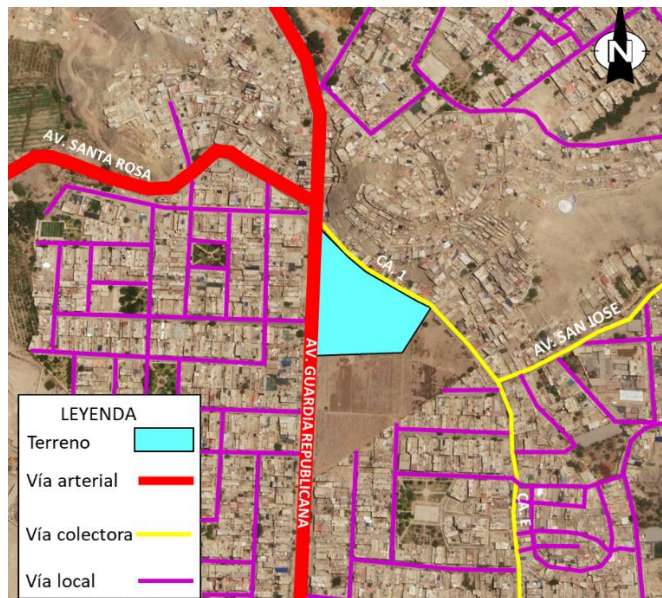 N
AV. SANTA ROSA
CA. 1
AV. SAN JOSE
AV. GUARDIA REPUBLICANA
CA. E
LEYENDA
Terreno
Vía arterial
Vía colectora
Vía local